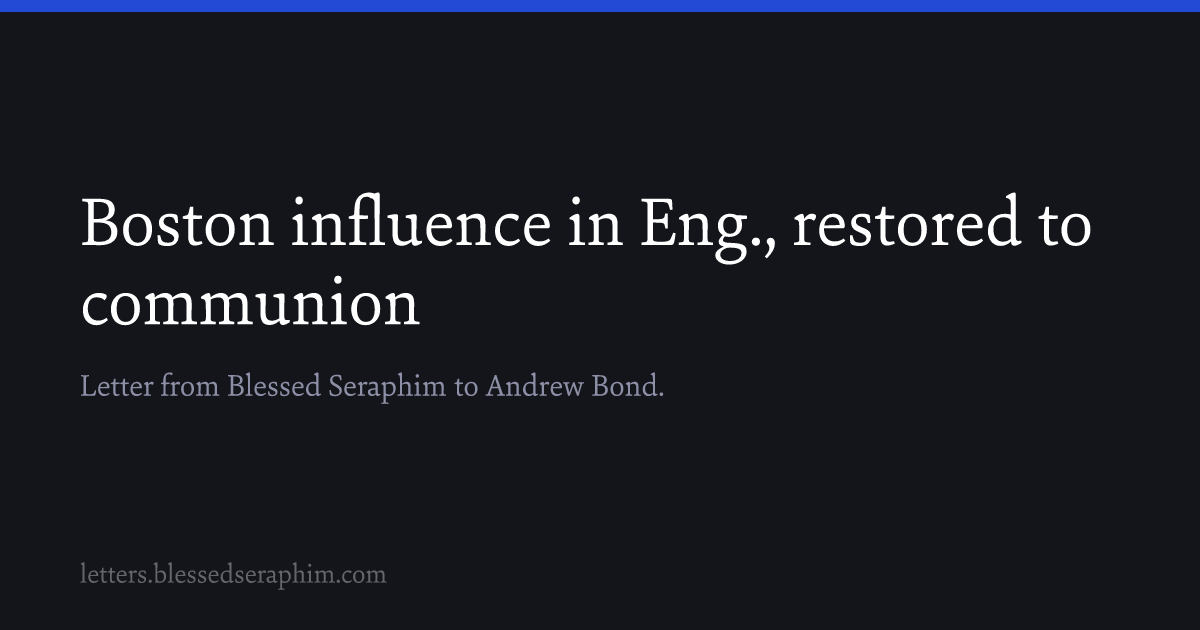 Boston influence in Eng., restored to
communion
Letter from Blessed Seraphim to Andrew Bond.
letters.blessedseraphim.com